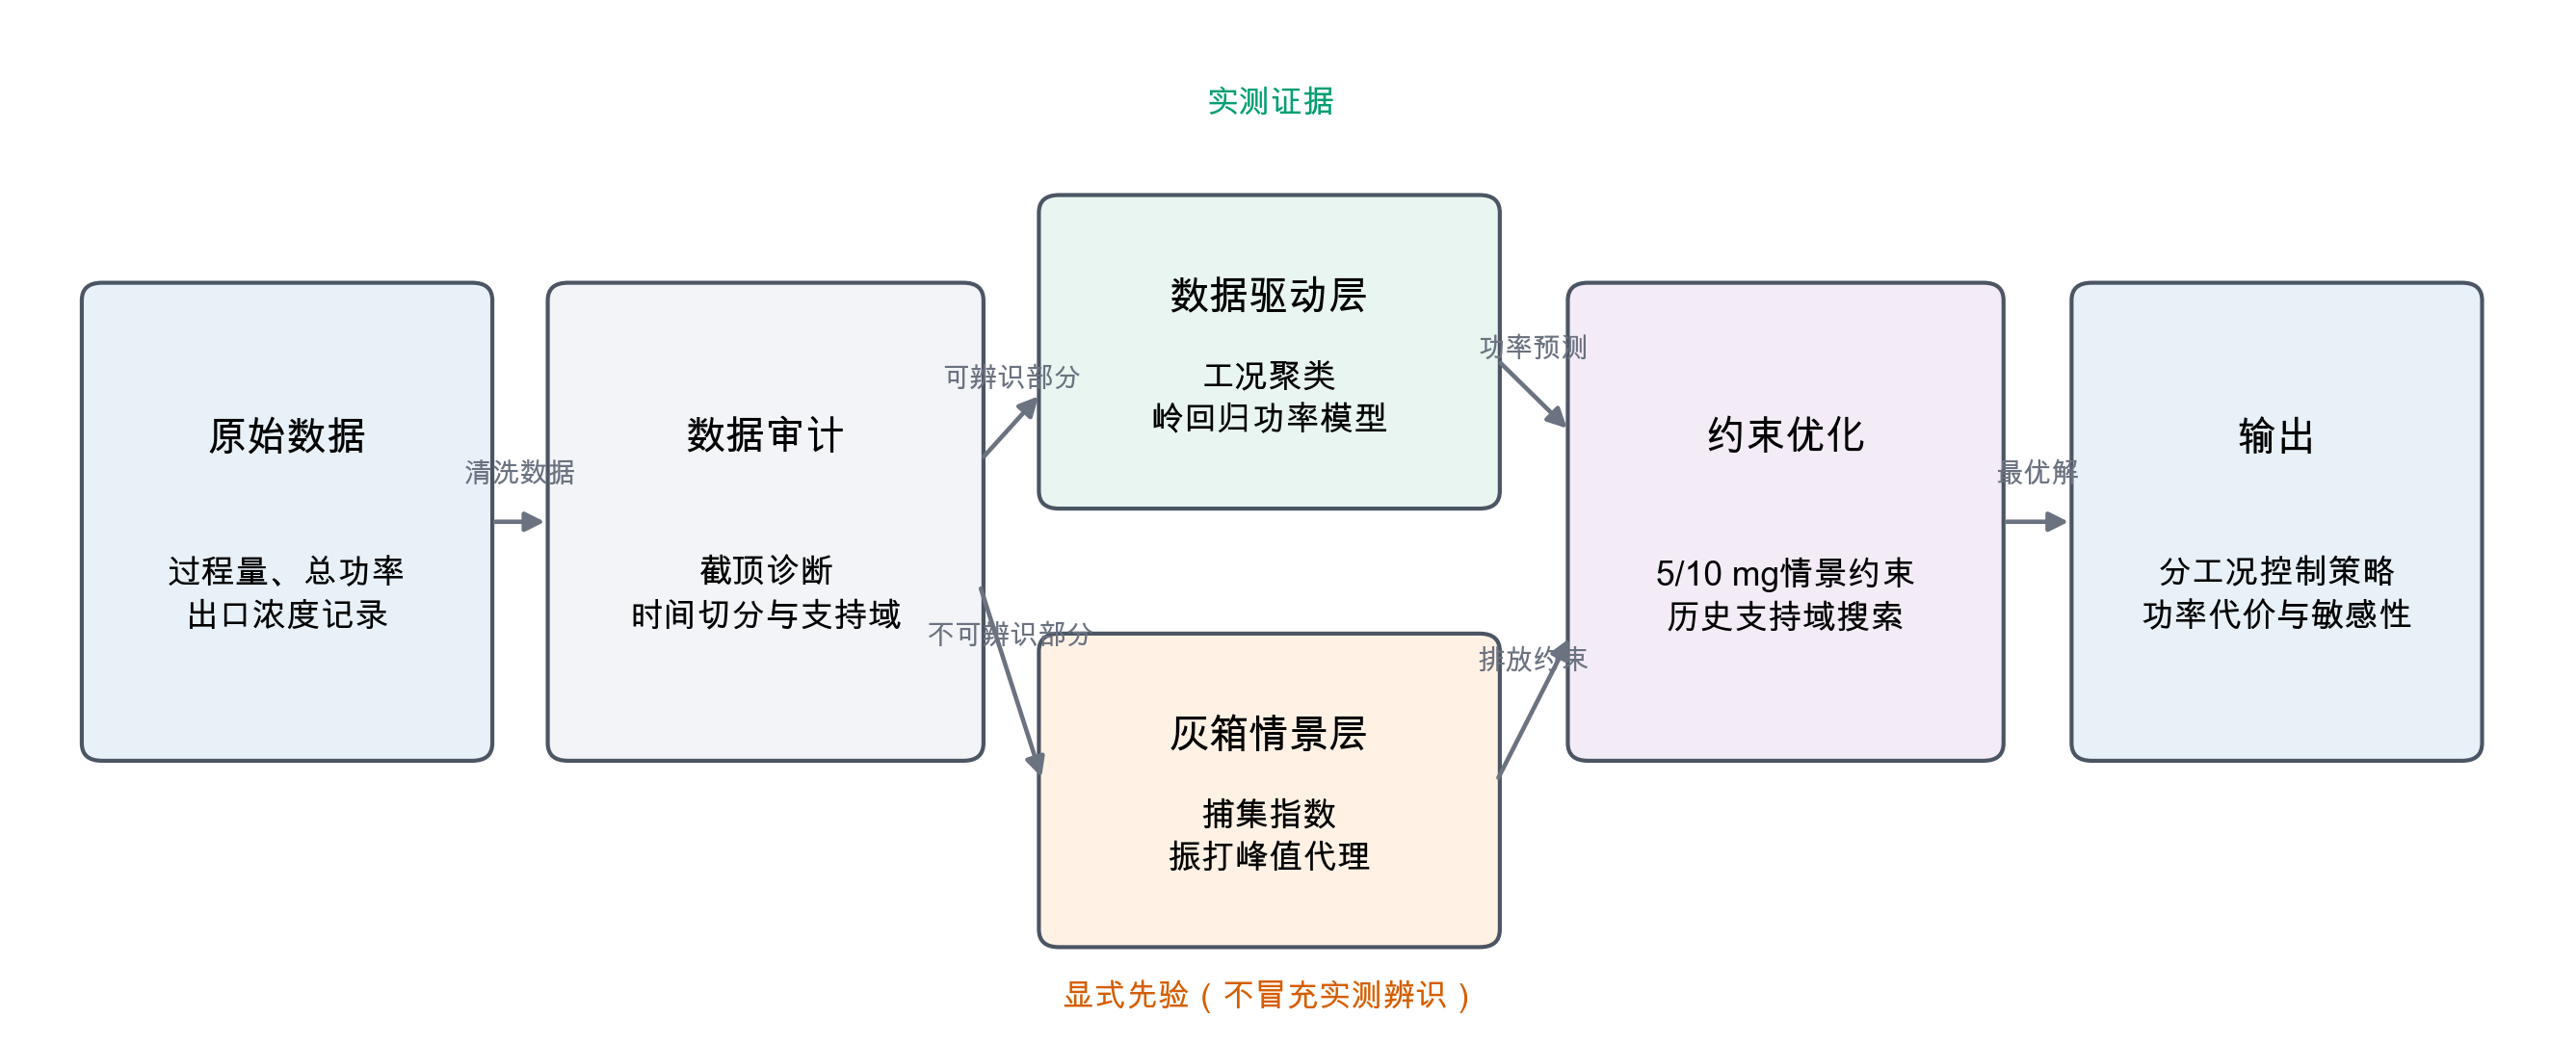 实测证据
原始数据
过程量、总功率
出口浓度记录
清洗数据
数据审计
截顶诊断
时间切分与支持域
可辨识部分
不可辨识部分
数据驱动层
工况聚类
岭回归功率模型
灰箱情景层
捕集指数
振打峰值代理
显式先验（不冒充实测辨识）
功率预测
排放约束
约束优化
5/10 mg情景约束
历史支持域搜索
最优解
输出
分工况控制策略
功率代价与敏感性